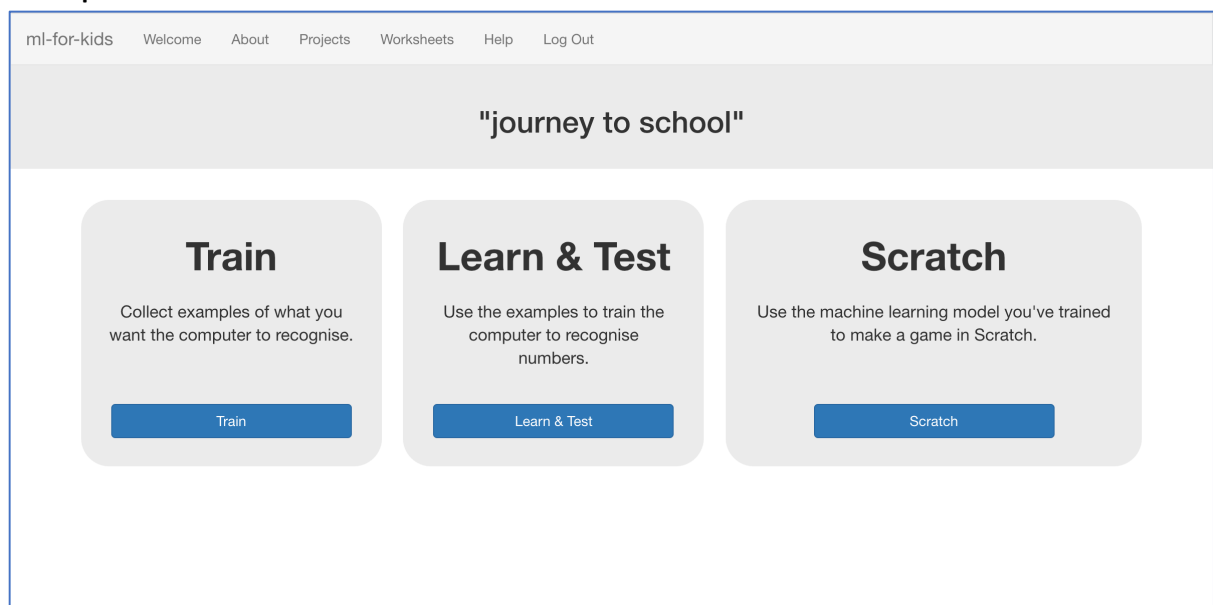 ml-for-kids Welcome About Projects Worksheets Help Log Out
"journey to school"
Train
Collect examples of what you
want the computer to recognise.
Train
Learn & Test
Use the examples to train the
computer to recognise
numbers.
Learn & Test
Scratch
Use the machine learning model you've trained
to make a game in Scratch.
Scratch